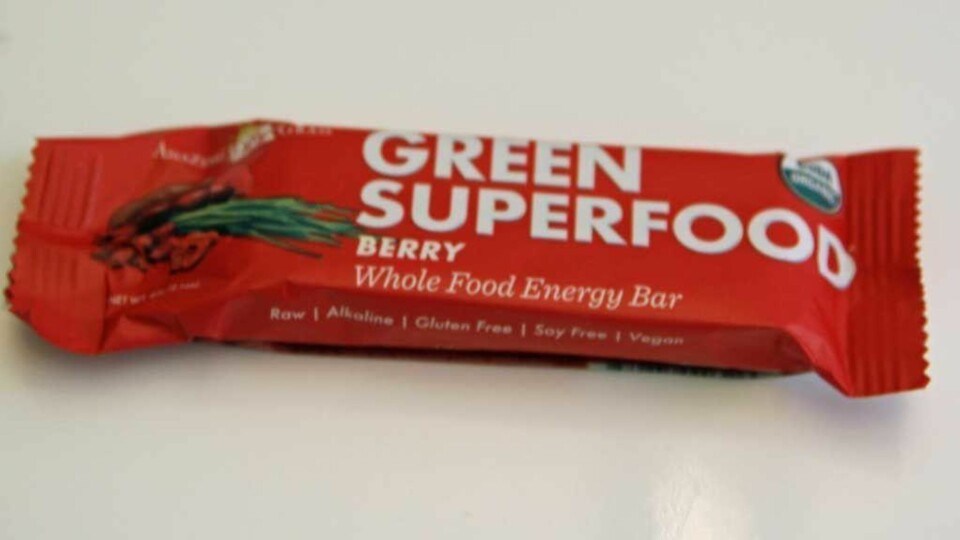 GREEN
SUPERFOOD
BERRY
Whole Food Energy Bar
Raw | Alkaline | Gluten Free | Soy Free | Vegan